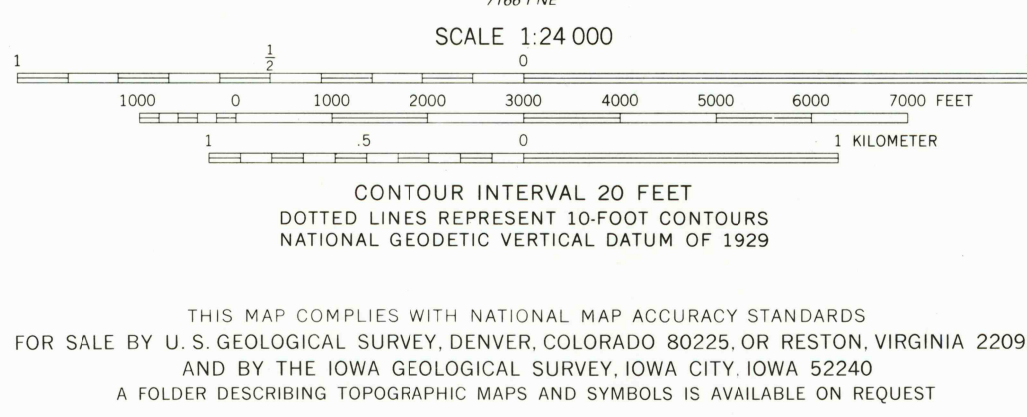 SCALE 1:24 000
1 1/2 0
1000 0 1000 2000 3000 4000 5000 6000 7000 FEET
1 .5 0 1 KILOMETER
CONTOUR INTERVAL 20 FEET
DOTTED LINES REPRESENT 10-FOOT CONTOURS
NATIONAL GEODETIC VERTICAL DATUM OF 1929
THIS MAP COMPLIES WITH NATIONAL MAP ACCURACY STANDARDS
FOR SALE BY U. S. GEOLOGICAL SURVEY, DENVER, COLORADO 80225, OR RESTON, VIRGINIA 2209
AND BY THE IOWA GEOLOGICAL SURVEY, IOWA CITY, IOWA 52240
A FOLDER DESCRIBING TOPOGRAPHIC MAPS AND SYMBOLS IS AVAILABLE ON REQUEST